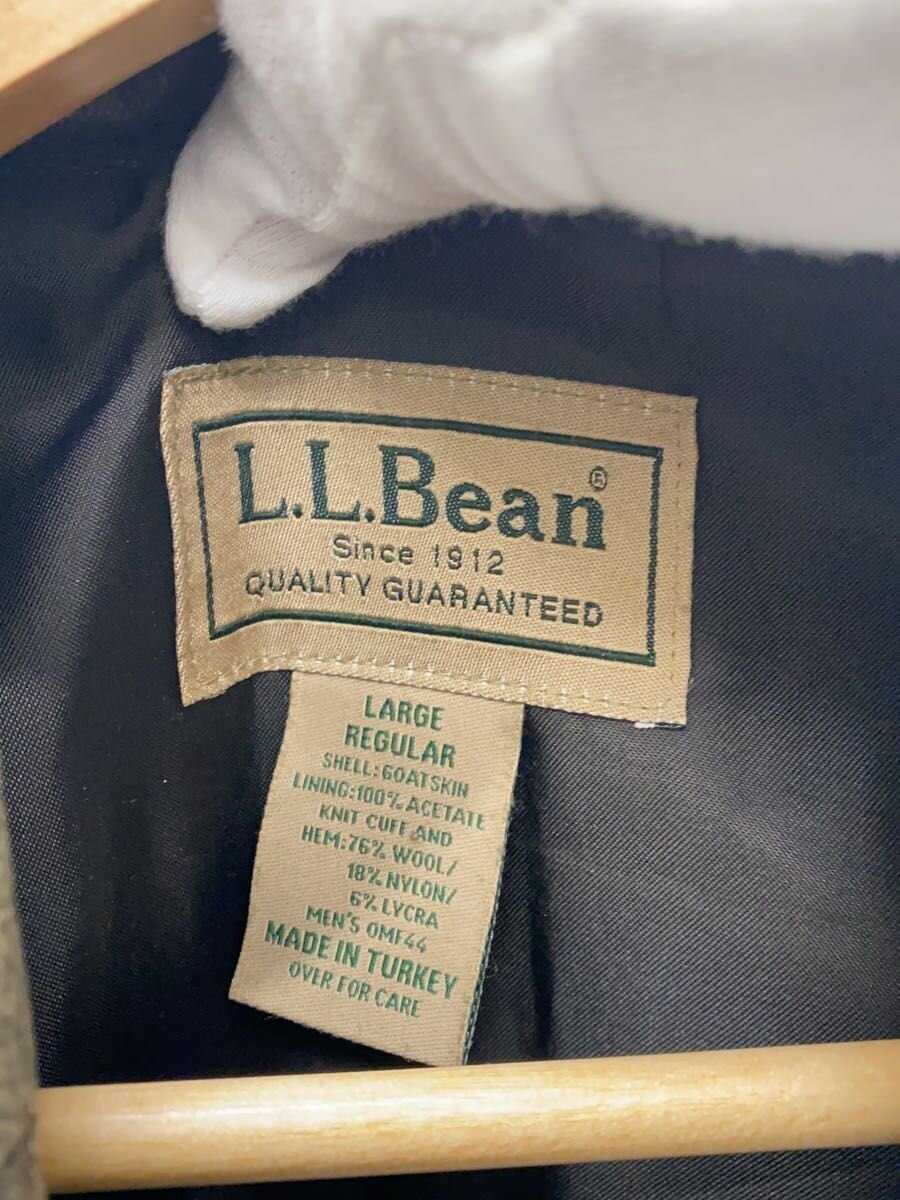 L.L.Bean®
Since 1912
QUALITY GUARANTEED
LARGE
REGULAR
SHELL: GOATSKIN
LINING: 100% ACETATE
KNIT CUFF AND
HEM: 76% WOOL/
18% NYLON/
6% LYCRA
MEN'S OMF44
MADE IN TURKEY
OVER FOR CARE